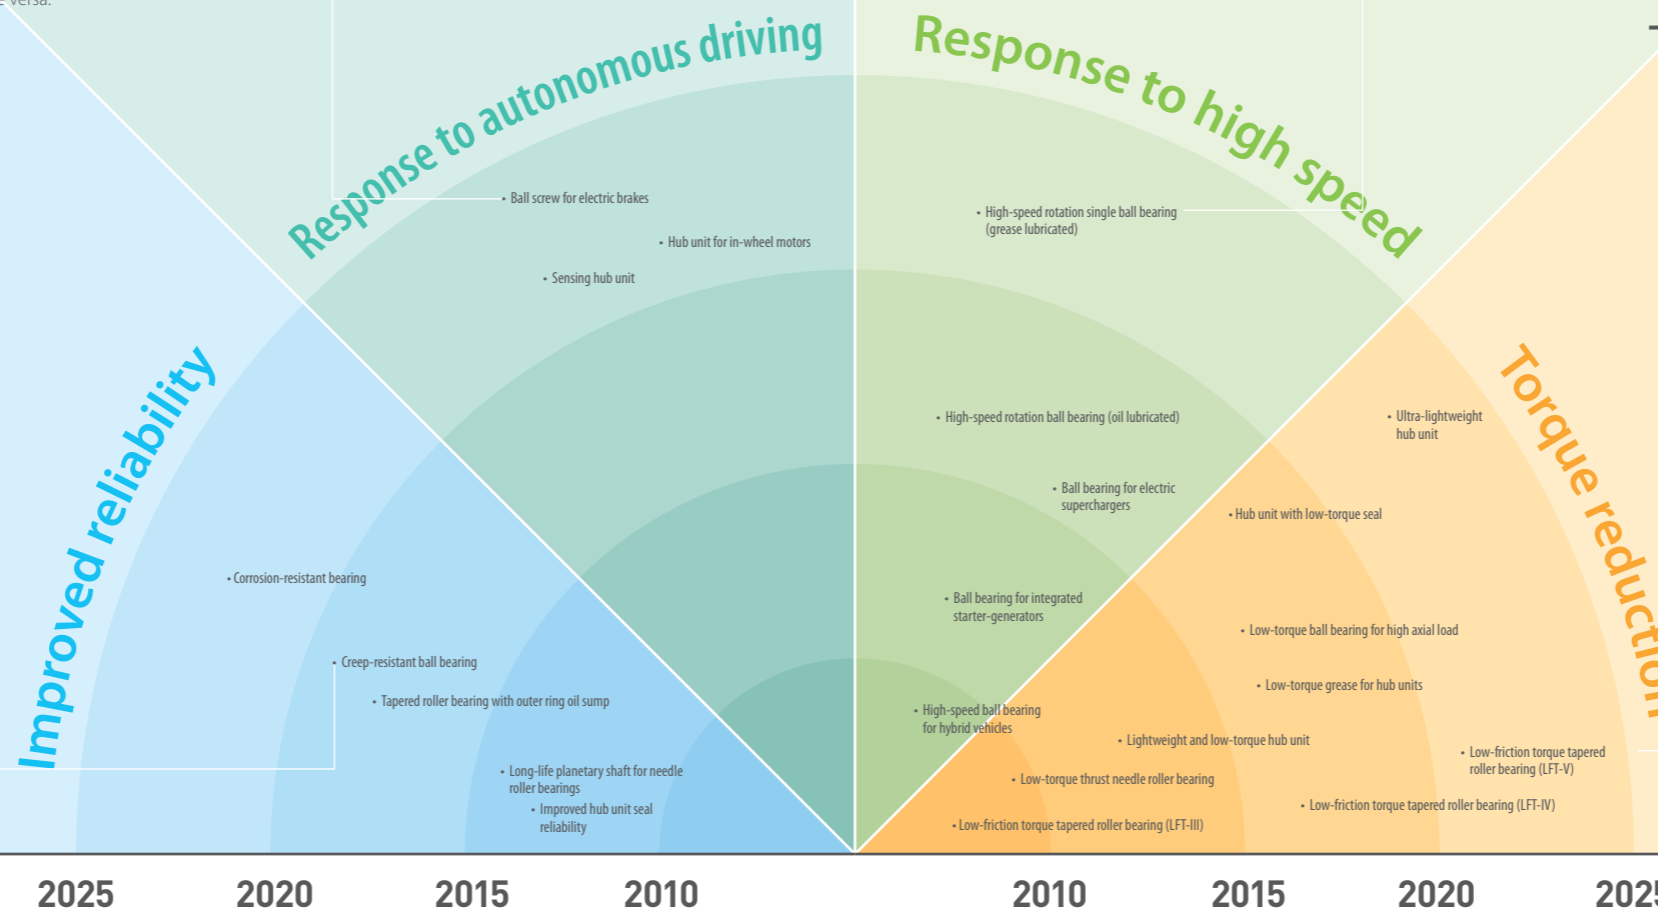 versa.
Response to autonomous driving
Response to high speed
• Ball screw for electric brakes
• Hub unit for in-wheel motors
• Sensing hub unit
• High-speed rotation single ball bearing
(grease lubricated)
Improved reliability
Torque reduction
• High-speed rotation ball bearing (oil lubricated)
• Ultra-lightweight
hub unit
• Ball bearing for electric
superchargers
• Hub unit with low-torque seal
• Corrosion-resistant bearing
• Ball bearing for integrated
starter-generators
• Low-torque ball bearing for high axial load
• Creep-resistant ball bearing
• Tapered roller bearing with outer ring oil sump
• Low-torque grease for hub units
• High-speed ball bearing
for hybrid vehicles
• Lightweight and low-torque hub unit
• Low-friction torque tapered
roller bearing (LFT-V)
• Long-life planetary shaft for needle
roller bearings
• Low-torque thrust needle roller bearing
• Improved hub unit seal
reliability
• Low-friction torque tapered roller bearing (LFT-IV)
• Low-friction torque tapered roller bearing (LFT-III)
2025 2020 2015 2010 2010 2015 2020 2025